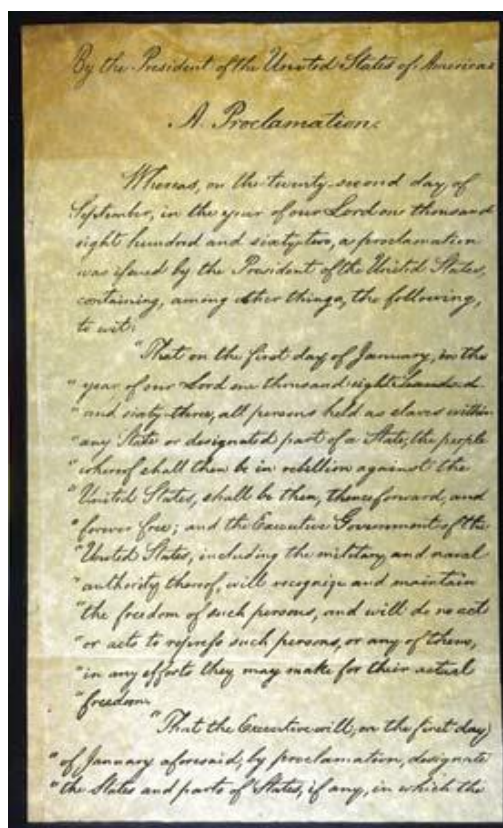 By the President of the United States of America:
A Proclamation.
Whereas, on the twenty-second day of
September, in the year of our Lord one thousand
eight hundred and sixty-two, a proclamation
was issued by the President of the United States,
containing, among other things, the following,
to wit:
"That on the first day of January, in the
"year of our Lord one thousand eight hundred
"and sixty-three, all persons held as slaves within
"any State or designated part of a State, the people
"whereof shall then be in rebellion against the
"United States, shall be then, thenceforward, and
"forever free; and the Executive Government of the
"United States, including the military and naval
"authority thereof, will recognize and maintain
"the freedom of such persons, and will do no act
"or acts to repress such persons, or any of them,
"in any efforts they may make for their actual
"freedom.
"That the Executive will, on the first day
"of January aforesaid, by proclamation, designate
"the States and parts of States, if any, in which the